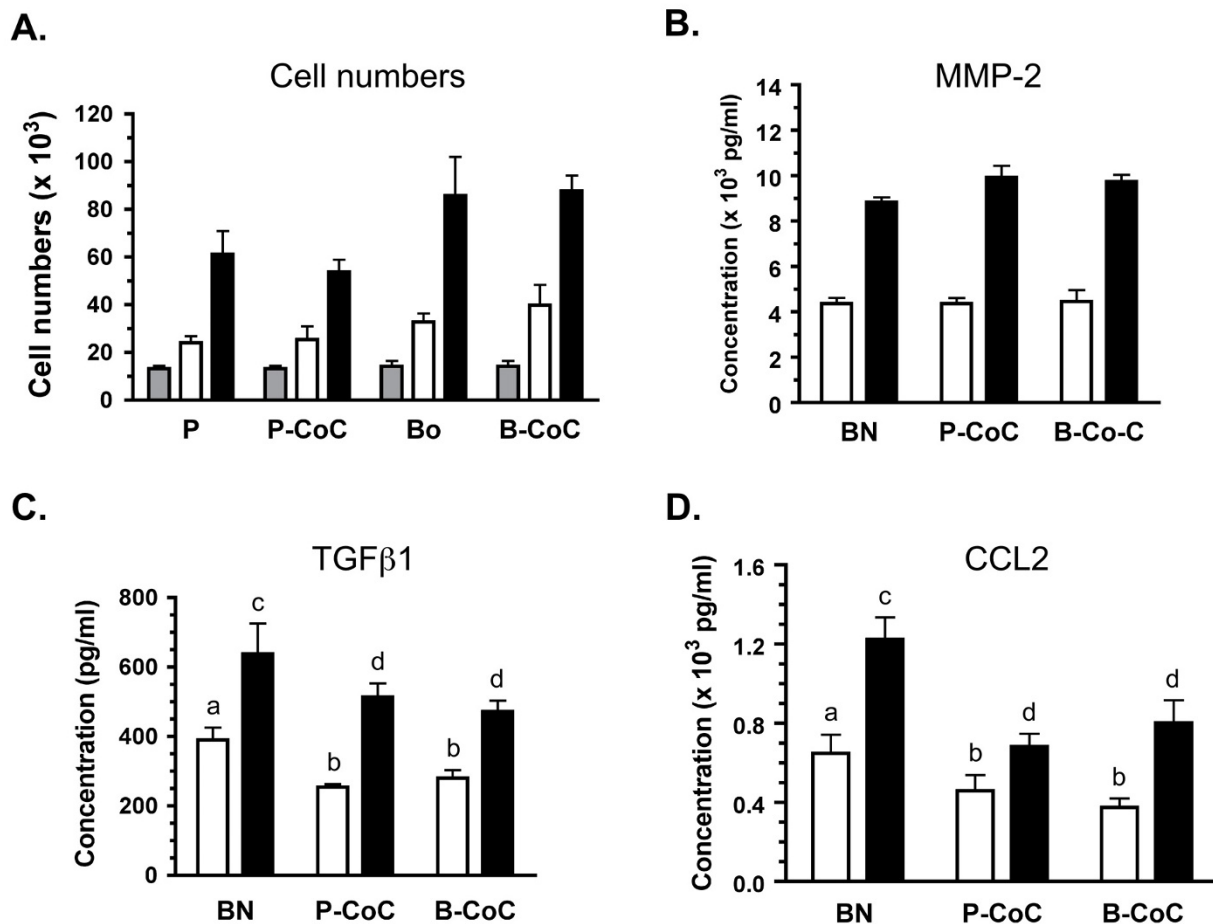 A.
Cell numbers
Cell numbers (x 10³)
120
100
80
60
40
20
0
P P-CoC Bo B-CoC
B.
MMP-2
Concentration (x 10³ pg/ml)
14
12
10
8
6
4
2
0
BN P-CoC B-Co-C
C.
TGFβ1
Concentration (pg/ml)
800
600
400
200
0
a c b d b d
BN P-CoC B-CoC
D.
CCL2
Concentration (x 10³ pg/ml)
1.6
1.2
0.8
0.4
0.0
a c b d b d
BN P-CoC B-CoC